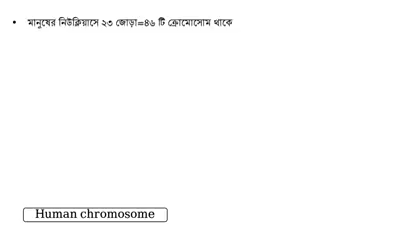 • মানুষের নিউক্লিয়াসে ২৩ জোড়া=৪৬ টি ক্রোমোসোম থাকে
Human chromosome